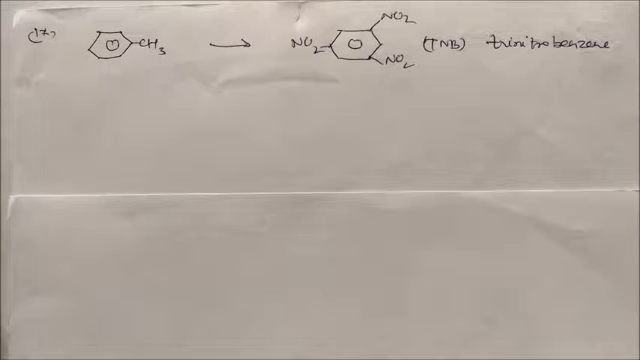 (17) CH3 → NO2 NO2 NO2 (TNB) trinitrobenzene